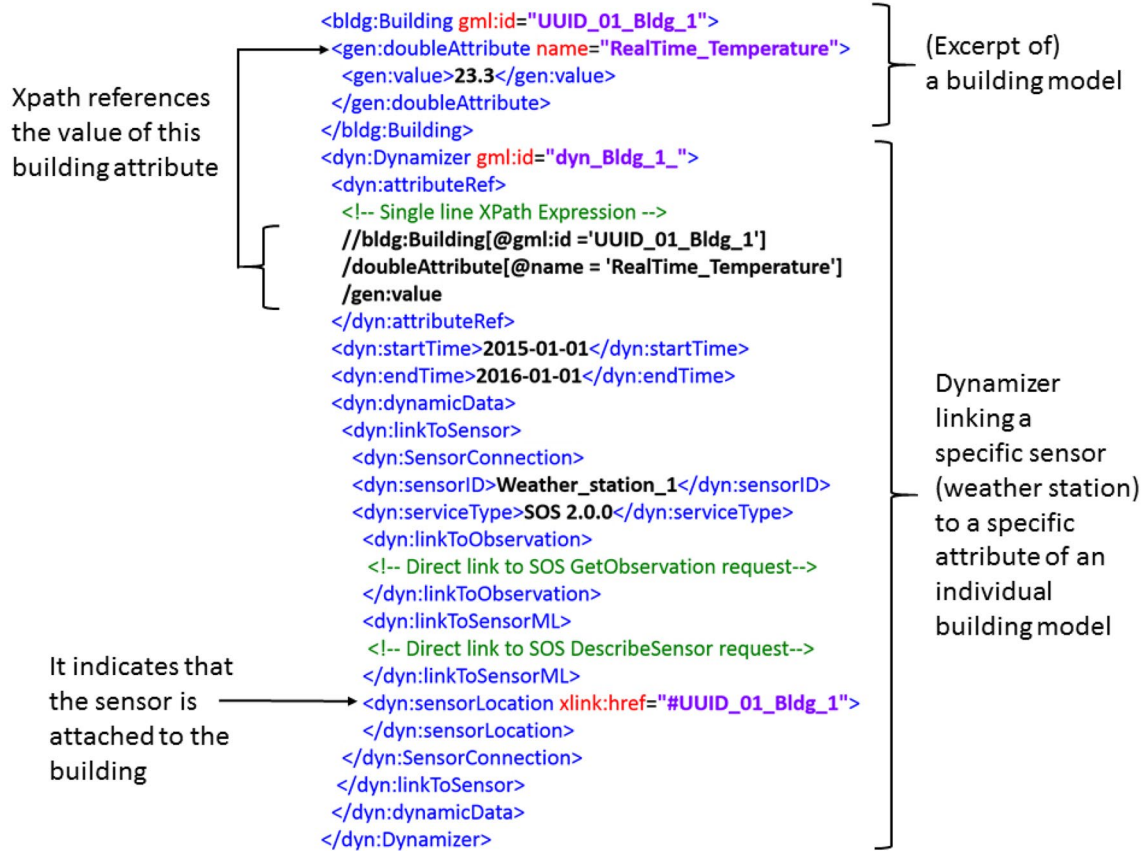 <bldg:Building gml:id="UUID_01_Bldg_1">
<gen:doubleAttribute name="RealTime_Temperature">
<gen:value>23.3</gen:value>
</gen:doubleAttribute>
</bldg:Building>
(Excerpt of)
a building model
Xpath references
the value of this
building attribute
<dyn:Dynamizer gml:id="dyn_Bldg_1_">
<dyn:attributeRef>
<!-- Single line XPath Expression -->
//bldg:Building[@gml:id ='UUID_01_Bldg_1']
/doubleAttribute[@name = 'RealTime_Temperature']
/gen:value
</dyn:attributeRef>
<dyn:startTime>2015-01-01</dyn:startTime>
<dyn:endTime>2016-01-01</dyn:endTime>
<dyn:dynamicData>
<dyn:linkToSensor>
<dyn:SensorConnection>
<dyn:sensorID>Weather_station_1</dyn:sensorID>
<dyn:serviceType>SOS 2.0.0</dyn:serviceType>
<dyn:linkToObservation>
<!-- Direct link to SOS GetObservation request-->
</dyn:linkToObservation>
<dyn:linkToSensorML>
<!-- Direct link to SOS DescribeSensor request-->
</dyn:linkToSensorML>
<dyn:sensorLocation xlink:href="#UUID_01_Bldg_1">
</dyn:sensorLocation>
</dyn:SensorConnection>
</dyn:linkToSensor>
</dyn:dynamicData>
</dyn:Dynamizer>
Dynamizer
linking a
specific sensor
(weather station)
to a specific
attribute of an
individual
building model
It indicates that
the sensor is
attached to the
building